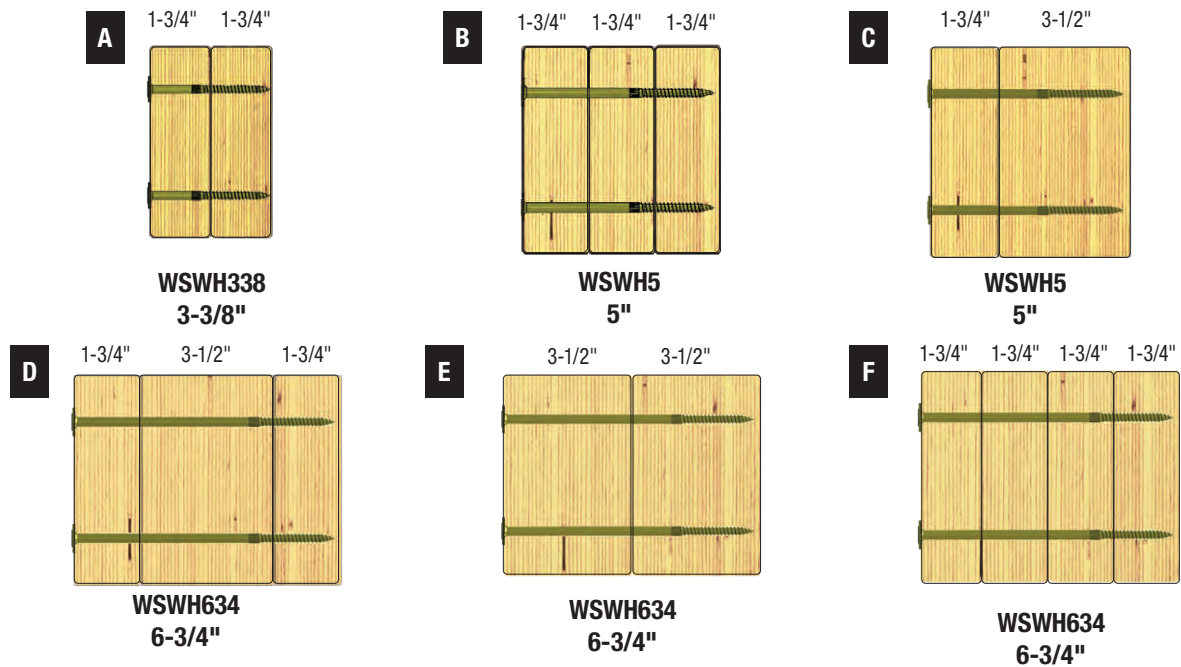 A
1-3/4" 1-3/4"
WSWH338
3-3/8"
B
1-3/4" 1-3/4" 1-3/4"
WSWH5
5"
C
1-3/4" 3-1/2"
WSWH5
5"
D
1-3/4" 3-1/2" 1-3/4"
WSWH634
6-3/4"
E
3-1/2" 3-1/2"
WSWH634
6-3/4"
F
1-3/4" 1-3/4" 1-3/4" 1-3/4"
WSWH634
6-3/4"